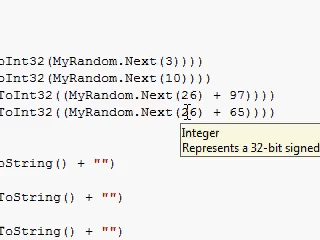 oInt32(MyRandom.Next(3))))
oInt32(MyRandom.Next(10))))
ToInt32((MyRandom.Next(26) + 97))))
ToInt32((MyRandom.Next(26) + 65))))
Integer
Represents a 32-bit signed
oString() + "")
ToString() + "")
ToString() + "")